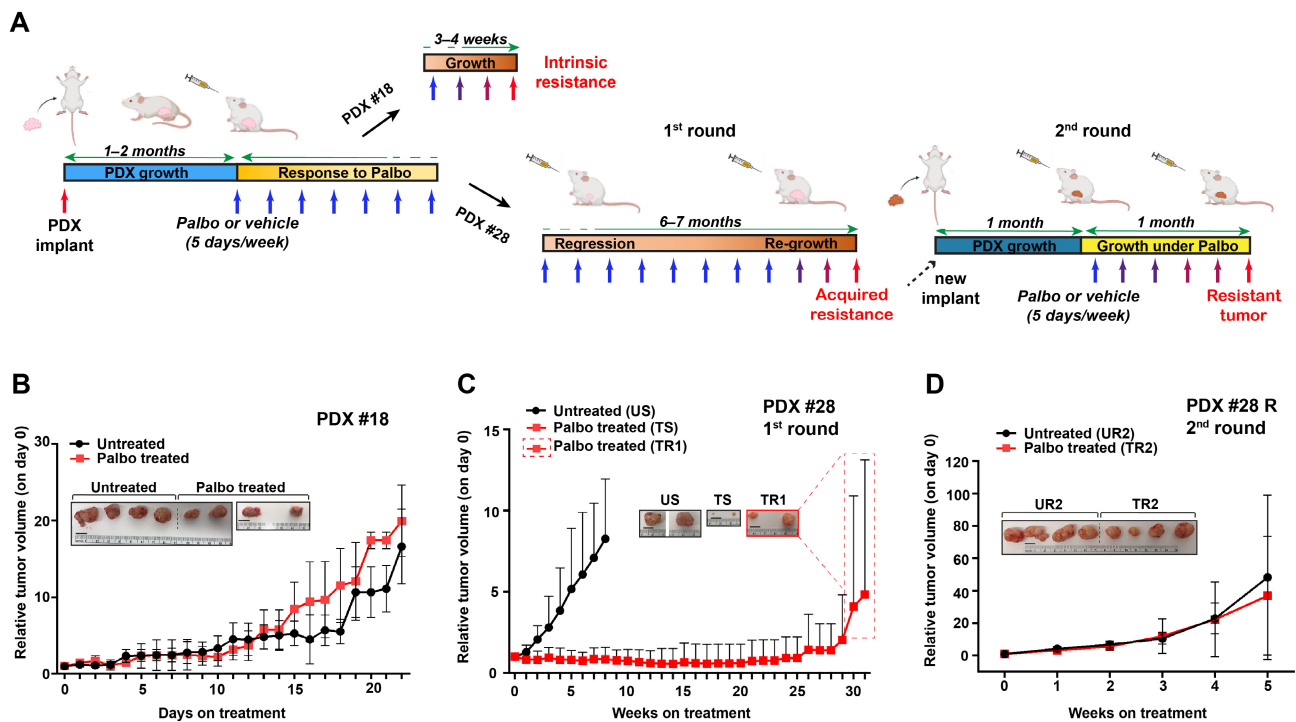 A
3–4 weeks
Growth
Intrinsic
resistance
PDX #18
1st round
2nd round
1–2 months
PDX growth
Response to Palbo
PDX
implant
Palbo or vehicle
(5 days/week)
PDX #28
6–7 months
Regression
Re-growth
Acquired
resistance
1 month
1 month
PDX growth
Growth under Palbo
new
implant
Palbo or vehicle
(5 days/week)
Resistant
tumor
B
PDX #18
Relative tumor volume (on day 0)
30
20
10
0
Untreated
Palbo treated
Untreated
Palbo treated
0
5
10
15
20
Days on treatment
C
PDX #28
1st round
Relative tumor volume (on day 0)
15
10
5
0
Untreated (US)
Palbo treated (TS)
Palbo treated (TR1)
US
TS
TR1
0
5
10
15
20
25
30
Weeks on treatment
D
PDX #28 R
2nd round
Relative tumor volume (on day 0)
120
100
80
60
40
20
0
Untreated (UR2)
Palbo treated (TR2)
UR2
TR2
0
1
2
3
4
5
Weeks on treatment